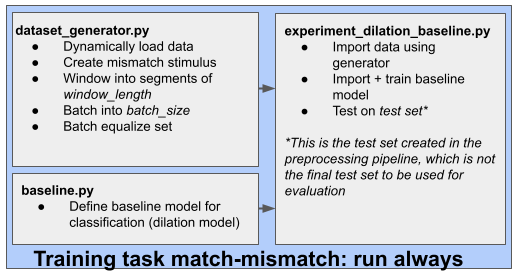 dataset_generator.py
● Dynamically load data
● Create mismatch stimulus
● Window into segments of
window_length
● Batch into batch_size
● Batch equalize set
baseline.py
● Define baseline model for
classification (dilation model)
experiment_dilation_baseline.py
● Import data using
generator
● Import + train baseline
model
● Test on test set*
*This is the test set created in the
preprocessing pipeline, which is not
the final test set to be used for
evaluation
Training task match-mismatch: run always